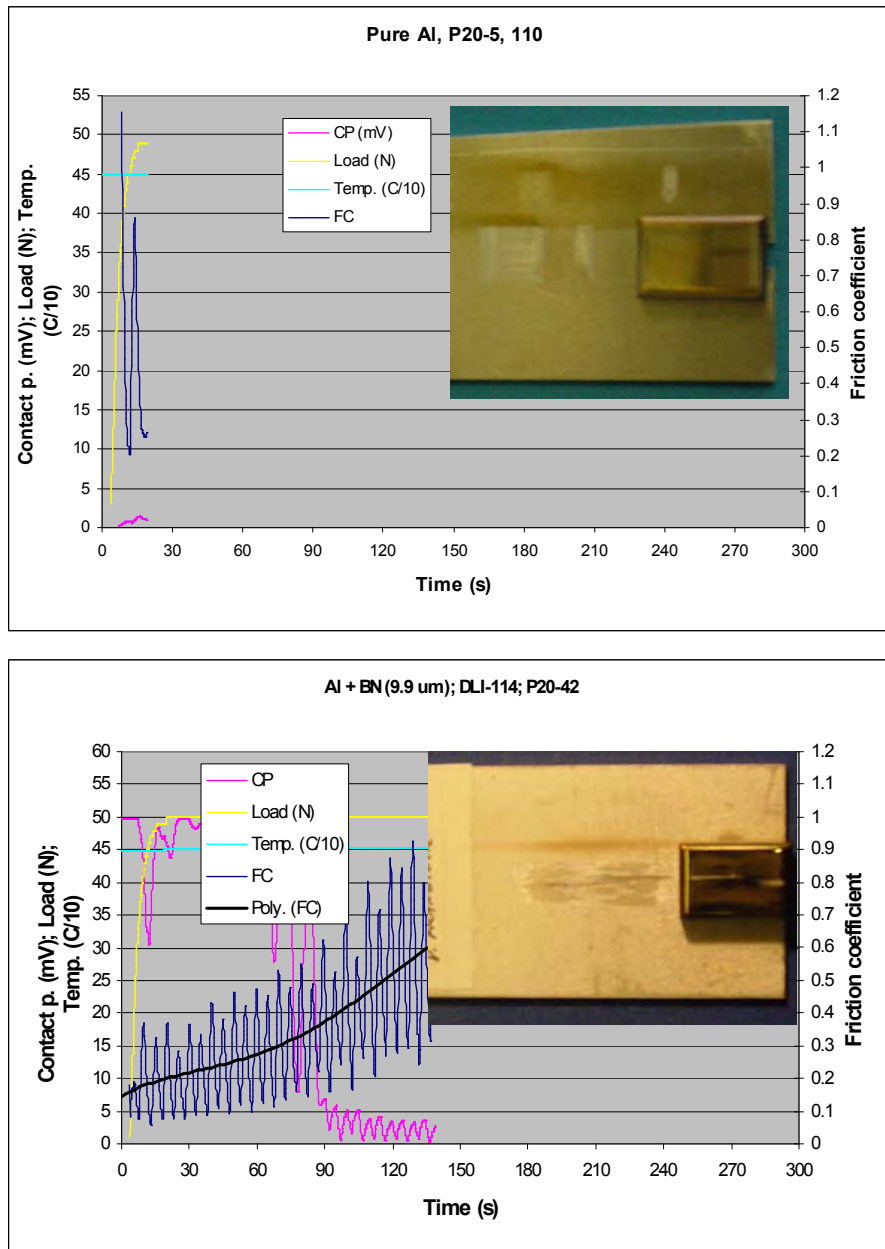 Pure Al, P20-5, 110
Contact p. (mV); Load (N); Temp.
(C/10)
55
50
45
40
35
30
25
20
15
10
5
0
CP (mV)
Load (N)
Temp. (C/10)
FC
1.2
1.1
1
0.9
0.8
0.7
0.6
0.5
0.4
0.3
0.2
0.1
0
Friction coefficient
0 30 60 90 120 150 180 210 240 270 300
Time (s)
Al + BN (9.9 um); DLI-114; P20-42
Contact p. (mV); Load (N);
Temp. (C/10)
60
55
50
45
40
35
30
25
20
15
10
5
0
CP
Load (N)
Temp. (C/10)
FC
Poly. (FC)
1.2
1.1
1
0.9
0.8
0.7
0.6
0.5
0.4
0.3
0.2
0.1
0
Friction coefficient
0 30 60 90 120 150 180 210 240 270 300
Time (s)